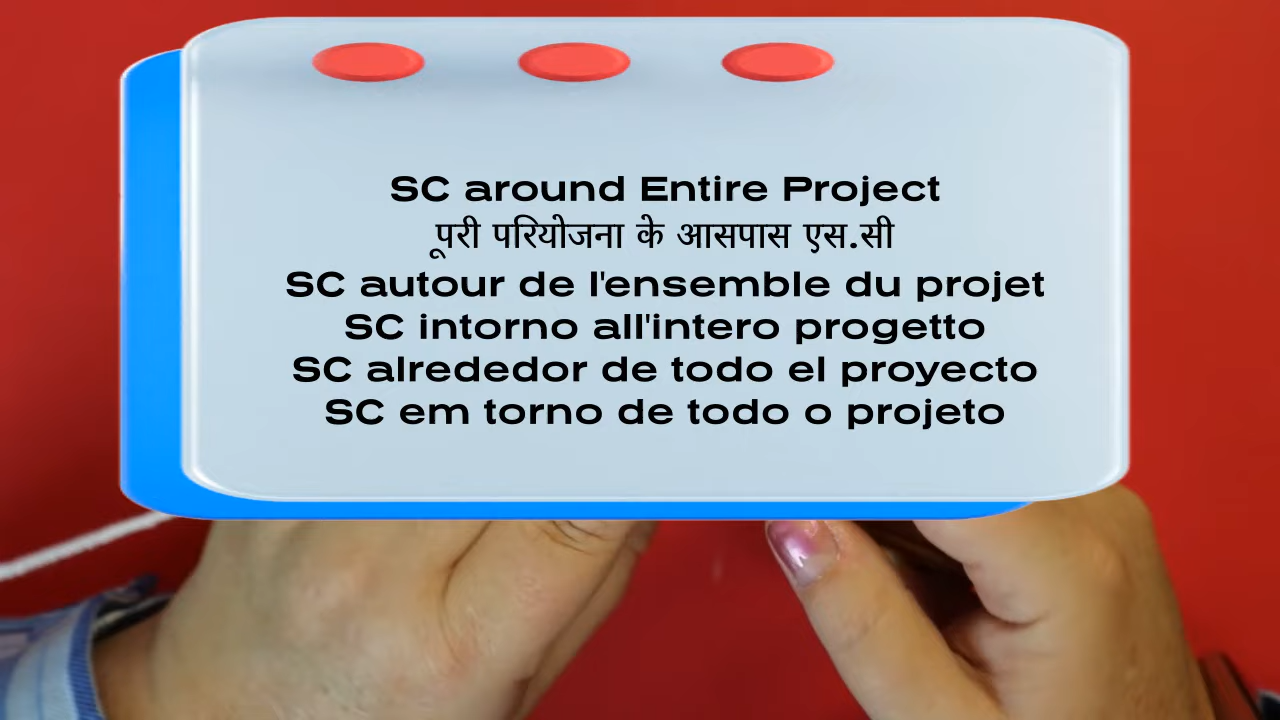 SC around Entire Project
पूरी परियोजना के आसपास एस.सी
SC autour de l'ensemble du projet
SC intorno all'intero progetto
SC alrededor de todo el proyecto
SC em torno de todo o projeto